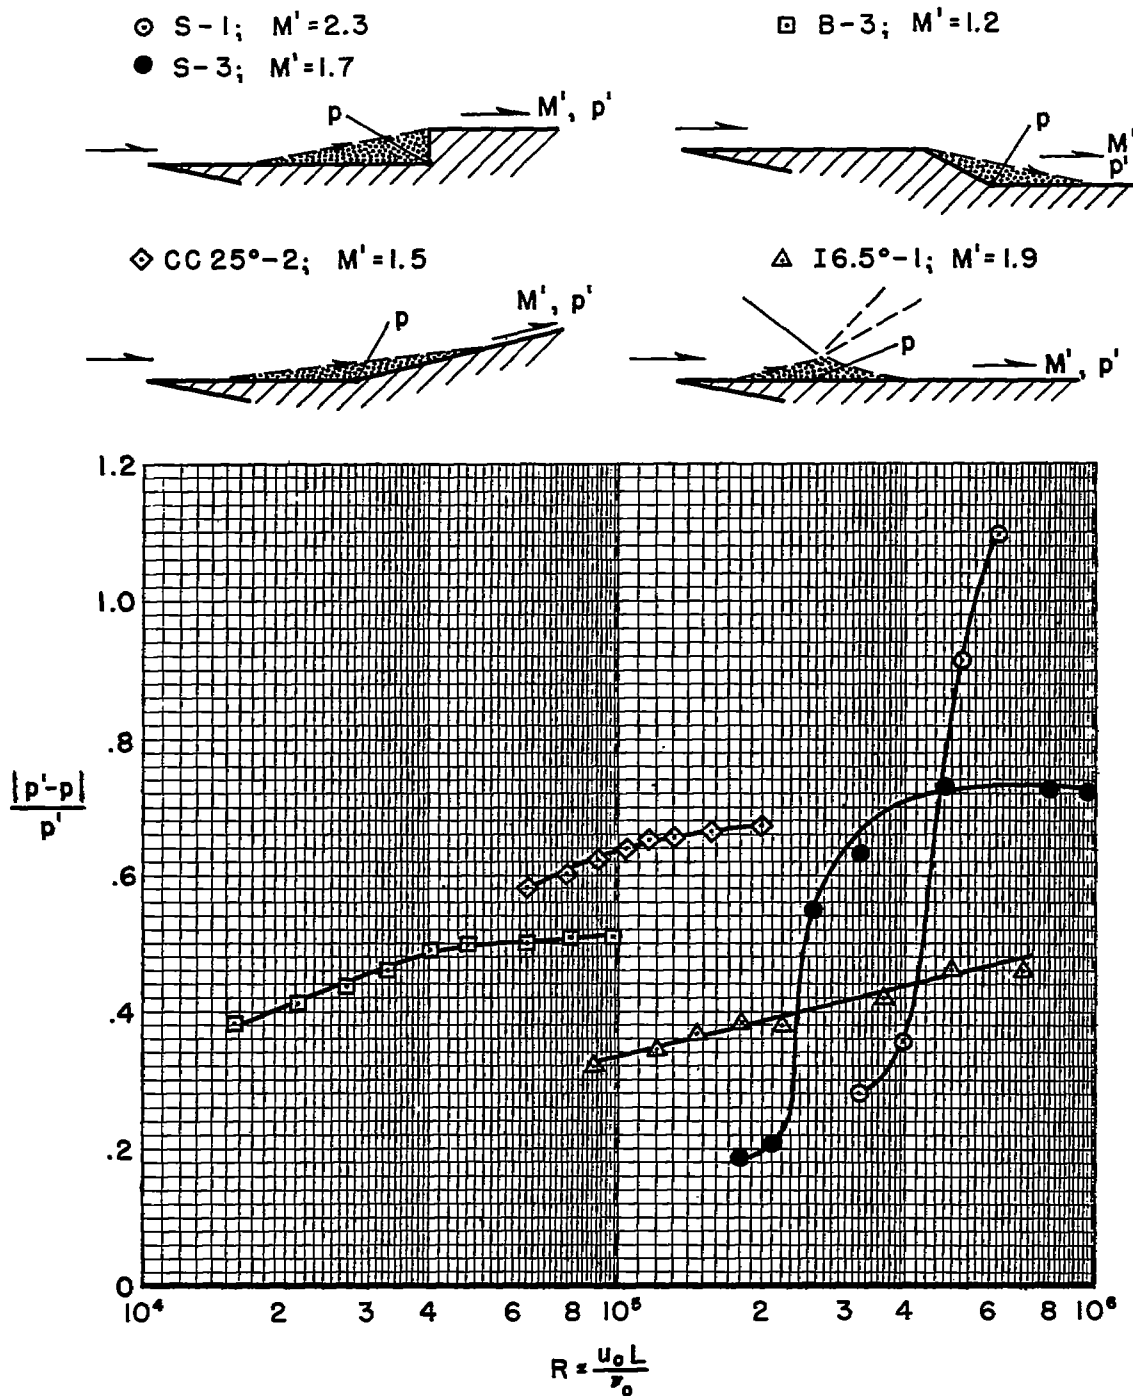 S-1; M'=2.3
B-3; M'=1.2
S-3; M'=1.7
p
M', p'
p
M'
p'
CC 25°-2; M'=1.5
I 6.5°-1; M'=1.9
p
M', p'
p
M', p'
1.2
1.0
.8
|p'-p|
p'
.6
.4
.2
0
10⁴ 2 3 4 6 8 10⁵ 2 3 4 6 8 10⁶
R = u₀ L
ν₀